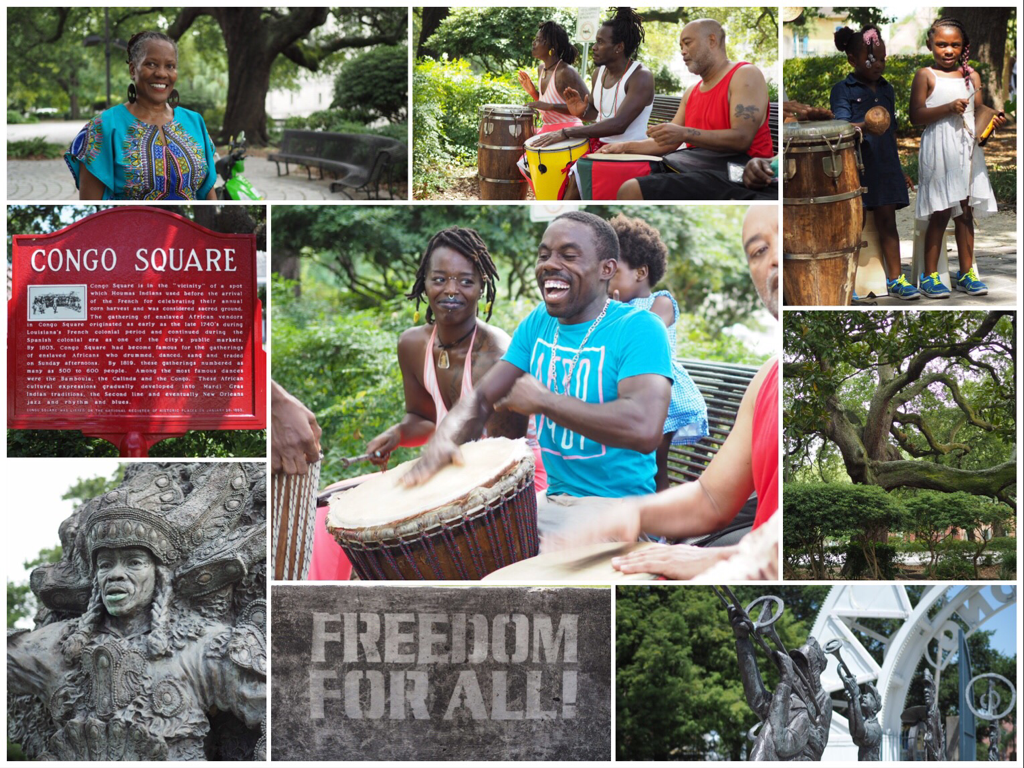 CONGO SQUARE
Congo Square is in the "vicinity" of a spot
which Houmas Indians used before the arrival
of the French for celebrating their annual
corn harvest and was considered sacred ground.
The gathering of enslaved African vendors
in Congo Square originated as early as the late 1740's during
Louisiana's French colonial period and continued during the
Spanish colonial era as one of the city's public markets.
By 1803, Congo Square had become famous for the gatherings
of enslaved Africans who drummed, danced, sang and traded
on Sunday afternoons. By 1819, these gatherings numbered as
many as 500 to 600 people. Among the most famous dances
were the Bamboula, the Calinda and the Congo. These African
cultural expressions gradually developed into Mardi Gras
Indian traditions, the Second line and eventually New Orleans
jazz and rhythm and blues.
FREEDOM
FOR ALL!